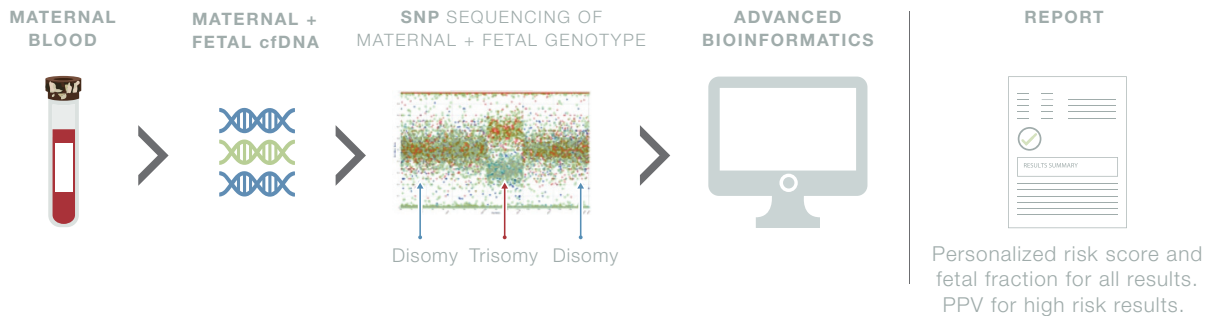 MATERNAL
BLOOD
MATERNAL +
FETAL cfDNA
SNP SEQUENCING OF
MATERNAL + FETAL GENOTYPE
Disomy Trisomy Disomy
ADVANCED
BIOINFORMATICS
REPORT
RESULTS SUMMARY
Personalized risk score and
fetal fraction for all results.
PPV for high risk results.